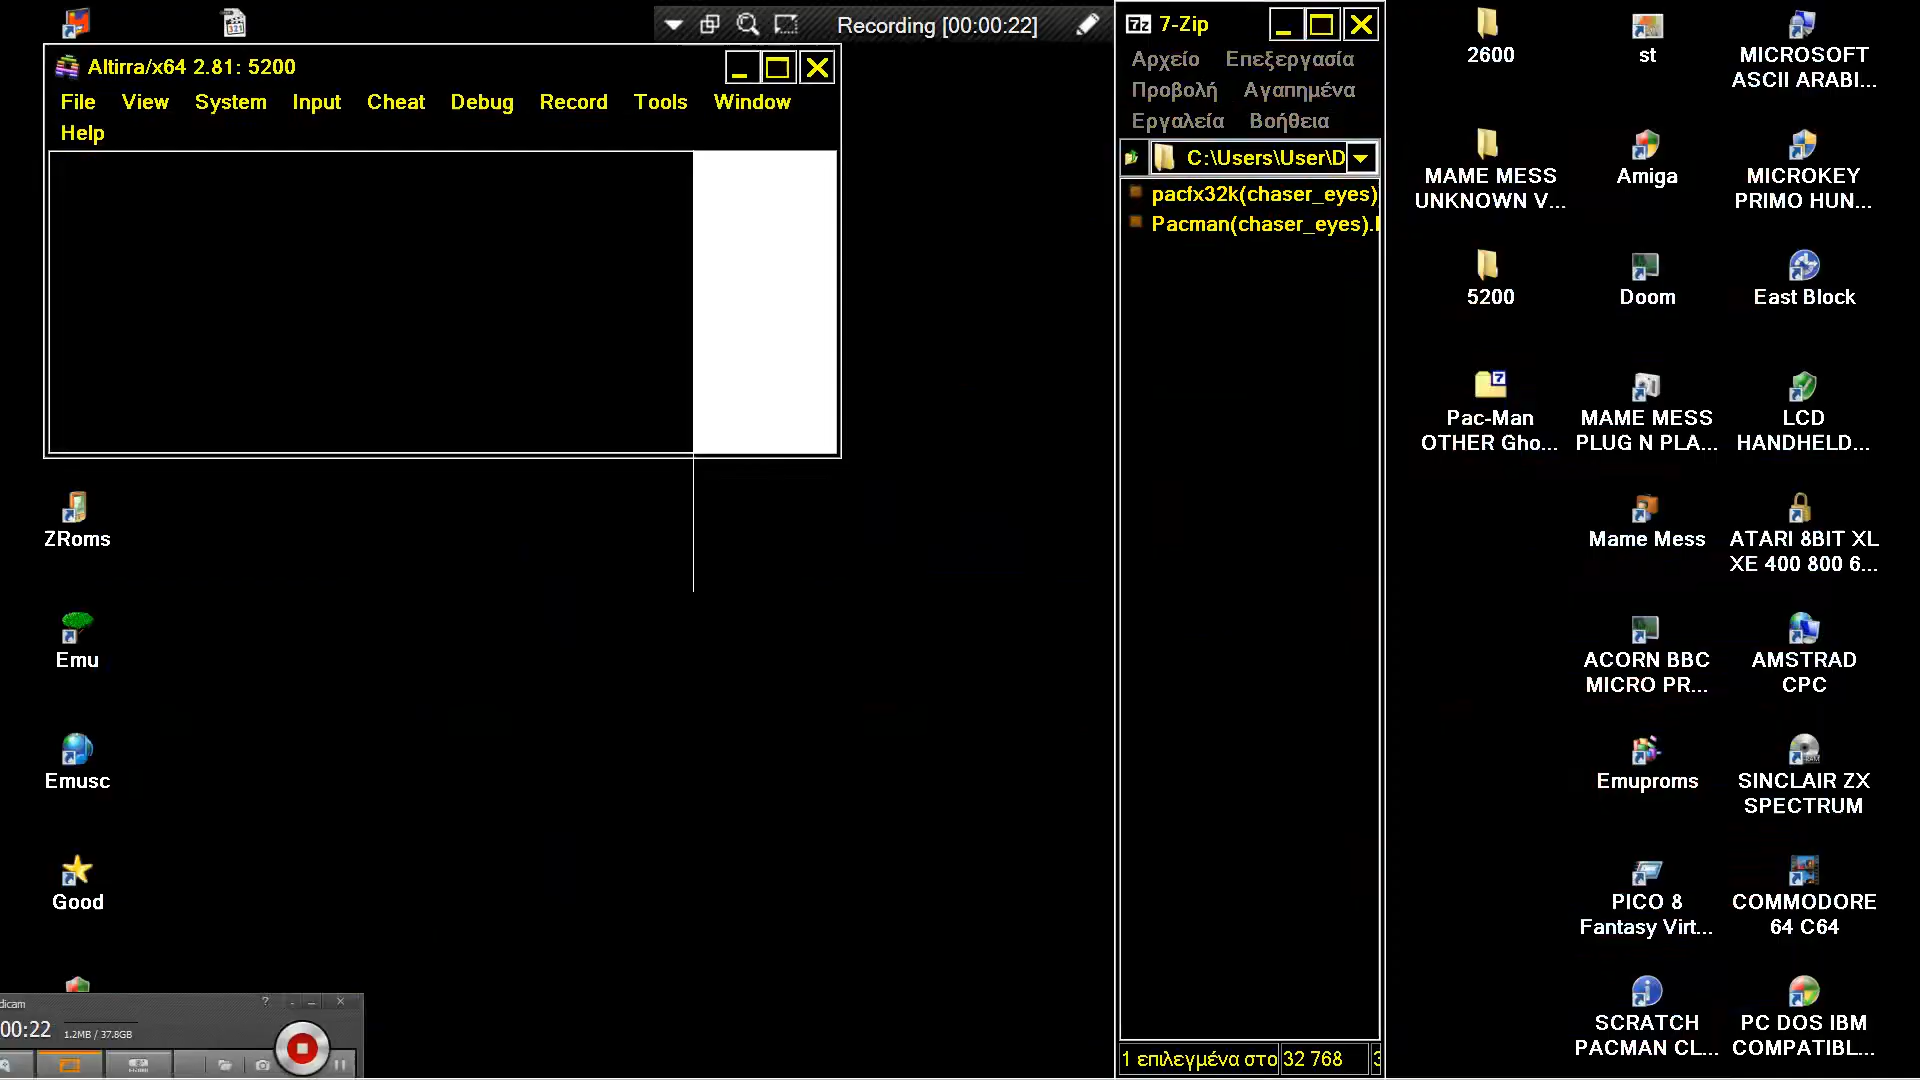 321
Recording [00:00:22]
Altirra/x64 2.81: 5200
File View System Input Cheat Debug Record Tools Window
Help
7z 7-Zip
Αρχείο Επεξεργασία
Προβολή Αγαπημένα
Εργαλεία Βοήθεια
C:\Users\User\D
pacfx32k(chaser_eyes)
Pacman(chaser_eyes).
1 επιλεγμένα στο 32 768 3
ZRoms
Emu
Emusc
Good
2600
MAME MESS
UNKNOWN V...
5200
Pac-Man
OTHER Gho...
st
Amiga
Doom
MAME MESS
PLUG N PLA...
Mame Mess
ACORN BBC
MICRO PR...
Emuproms
PICO 8
Fantasy Virt...
SCRATCH
PACMAN CL...
MICROSOFT
ASCII ARABI...
MICROKEY
PRIMO HUN...
East Block
LCD
HANDHELD...
ATARI 8BIT XL
XE 400 800 6...
AMSTRAD
CPC
SINCLAIR ZX
SPECTRUM
COMMODORE
64 C64
PC DOS IBM
COMPATIBL...
dicam
00:22 1.2MB / 37.8GB